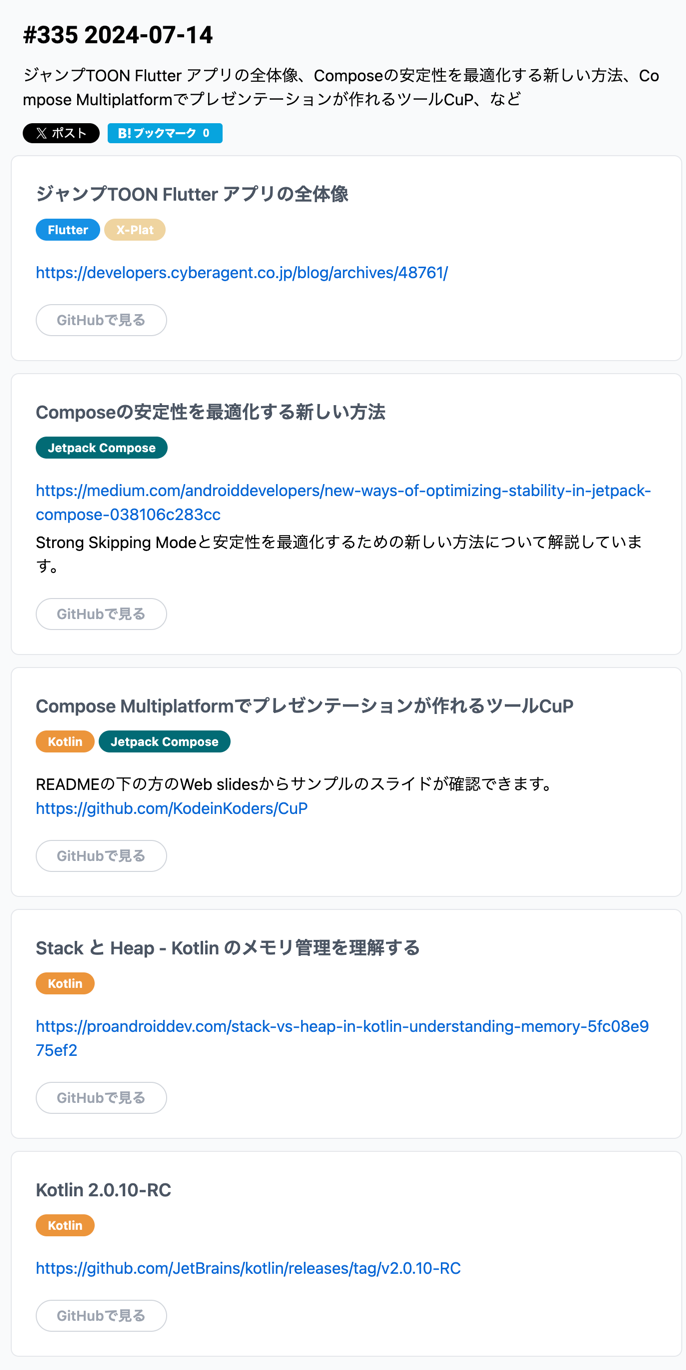 #335 2024-07-14
ジャンプTOON Flutter アプリの全体像、Composeの安定性を最適化する新しい方法、Co
mpose Multiplatformでプレゼンテーションが作れるツールCuP、など
𝕏 ポスト B!ブックマーク 0
ジャンプTOON Flutter アプリの全体像
Flutter X-Plat
https://developers.cyberagent.co.jp/blog/archives/48761/
GitHubで見る
Composeの安定性を最適化する新しい方法
Jetpack Compose
https://medium.com/androiddevelopers/new-ways-of-optimizing-stability-in-jetpack-
compose-038106c283cc
Strong Skipping Modeと安定性を最適化するための新しい方法について解説していま
す。
GitHubで見る
Compose Multiplatformでプレゼンテーションが作れるツールCuP
Kotlin Jetpack Compose
READMEの下の方のWeb slidesからサンプルのスライドが確認できます。
https://github.com/KodeinKoders/CuP
GitHubで見る
Stack と Heap - Kotlin のメモリ管理を理解する
Kotlin
https://proandroiddev.com/stack-vs-heap-in-kotlin-understanding-memory-5fc08e9
75ef2
GitHubで見る
Kotlin 2.0.10-RC
Kotlin
https://github.com/JetBrains/kotlin/releases/tag/v2.0.10-RC
GitHubで見る